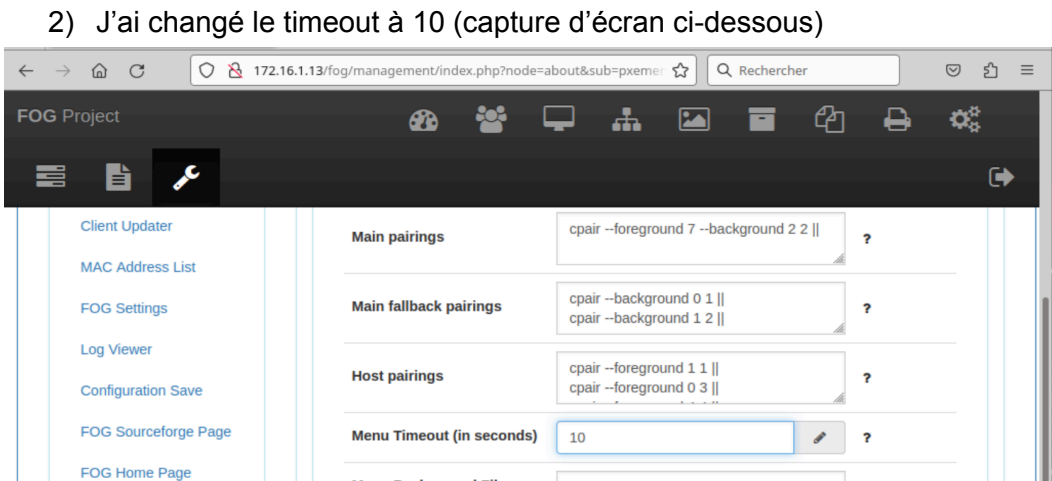 2) J'ai changé le timeout à 10 (capture d'écran ci-dessous)
172.16.1.13/fog/management/index.php?node=about&sub=pxemen
Rechercher
FOG Project
Client Updater
MAC Address List
FOG Settings
Log Viewer
Configuration Save
FOG Sourceforge Page
FOG Home Page
Main pairings
cpair --foreground 7 --background 2 2 ||
?
Main fallback pairings
cpair --background 0 1 ||
cpair --background 1 2 ||
?
Host pairings
cpair --foreground 1 1 ||
cpair --foreground 0 3 ||
?
Menu Timeout (in seconds)
10
?